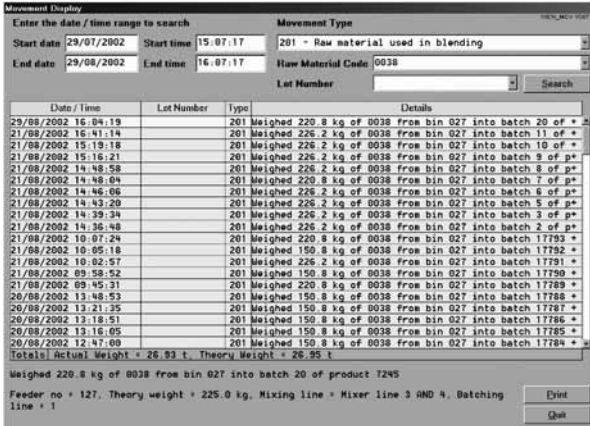 Movement Display
Enter the date / time range to search
Movement Type
Start date 29/07/2002 Start time 15:07:17
201 - Raw material used in blending
End date 29/08/2002 End time 16:07:17
Raw Material Code 0038
Lot Number Search
Date / Time Lot Number Type Details
29/08/2002 16:04:19 201 Weighed 220.8 kg of 0038 from bin 027 into batch 20 of +
21/08/2002 16:41:14 201 Weighed 226.2 kg of 0038 from bin 027 into batch 11 of +
21/08/2002 15:19:18 201 Weighed 226.2 kg of 0038 from bin 027 into batch 10 of +
21/08/2002 15:16:21 201 Weighed 226.2 kg of 0038 from bin 027 into batch 9 of p+
21/08/2002 14:48:58 201 Weighed 226.2 kg of 0038 from bin 027 into batch 8 of p+
21/08/2002 14:48:04 201 Weighed 220.8 kg of 0038 from bin 027 into batch 7 of p+
21/08/2002 14:46:06 201 Weighed 226.2 kg of 0038 from bin 027 into batch 6 of p+
21/08/2002 14:43:20 201 Weighed 226.2 kg of 0038 from bin 027 into batch 5 of p+
21/08/2002 14:39:34 201 Weighed 226.2 kg of 0038 from bin 027 into batch 3 of p+
21/08/2002 14:36:48 201 Weighed 226.2 kg of 0038 from bin 027 into batch 2 of p+
21/08/2002 10:07:24 201 Weighed 220.8 kg of 0038 from bin 027 into batch 17793 +
21/08/2002 10:05:18 201 Weighed 150.8 kg of 0038 from bin 027 into batch 17792 +
21/08/2002 10:02:57 201 Weighed 226.2 kg of 0038 from bin 027 into batch 17791 +
21/08/2002 09:58:52 201 Weighed 150.8 kg of 0038 from bin 027 into batch 17790 +
21/08/2002 09:45:31 201 Weighed 220.8 kg of 0038 from bin 027 into batch 17789 +
20/08/2002 13:48:53 201 Weighed 150.8 kg of 0038 from bin 027 into batch 17788 +
20/08/2002 13:21:35 201 Weighed 150.8 kg of 0038 from bin 027 into batch 17787 +
20/08/2002 13:18:51 201 Weighed 150.8 kg of 0038 from bin 027 into batch 17786 +
20/08/2002 13:16:05 201 Weighed 150.8 kg of 0038 from bin 027 into batch 17785 +
20/08/2002 12:47:00 201 Weighed 150.8 kg of 0038 from bin 027 into batch 17784 +
Totals Actual Weight = 26.93 t, Theory Weight = 26.95 t
Weighed 220.8 kg of 0038 from bin 027 into batch 20 of product 7245
Feeder no = 127, Theory weight = 225.0 kg, Mixing line = Mixer line 3 AND 4, Batching
line = 1
Print
Quit